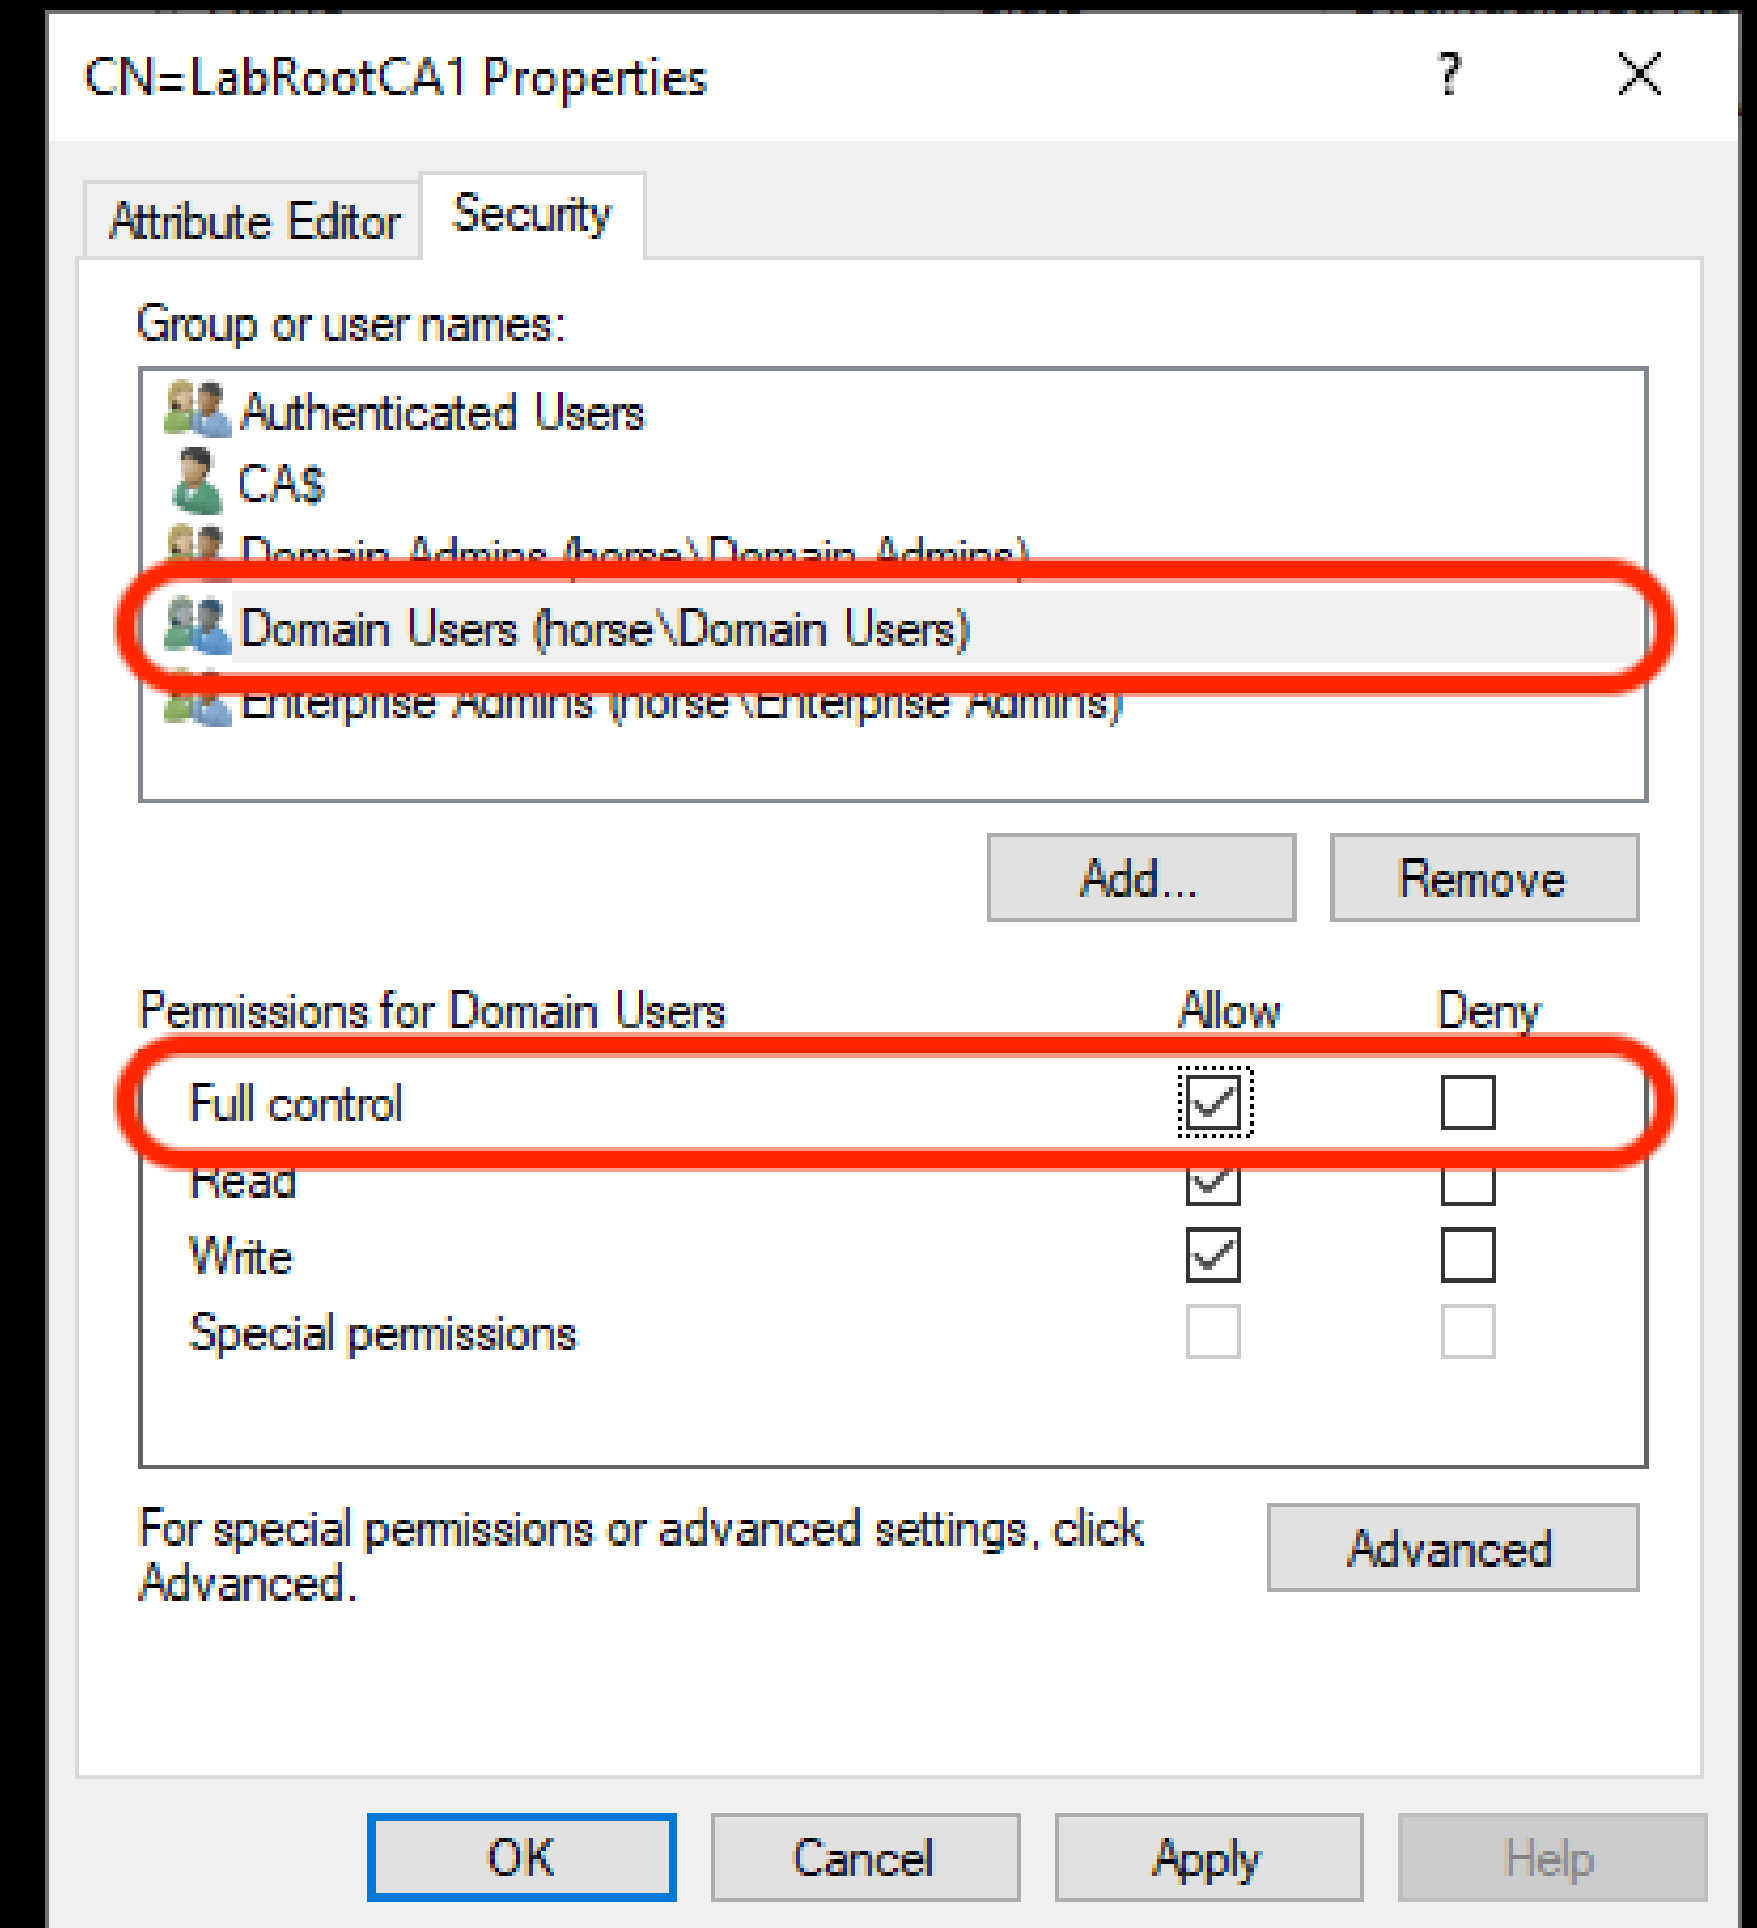 CN=LabRootCA1 Properties
?
Attribute Editor
Security
Group or user names:
Authenticated Users
CA$
Domain Admins (horse\Domain Admins)
Domain Users (horse\Domain Users)
Enterprise Admins (horse\Enterprise Admins)
Add...
Remove
Permissions for Domain Users
Allow
Deny
Full control
Read
Write
Special permissions
For special permissions or advanced settings, click
Advanced.
Advanced
OK
Cancel
Apply
Help